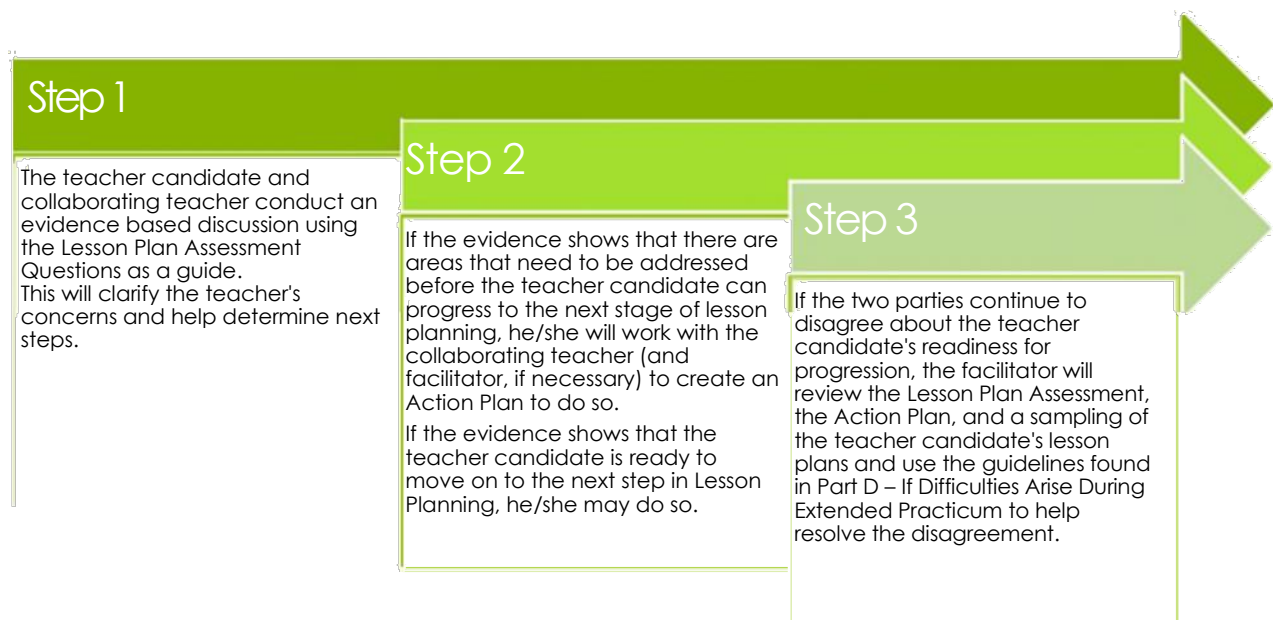 Step 1
The teacher candidate and
collaborating teacher conduct an
evidence based discussion using
the Lesson Plan Assessment
Questions as a guide.
This will clarify the teacher's
concerns and help determine next
steps.
Step 2
If the evidence shows that there are
areas that need to be addressed
before the teacher candidate can
progress to the next stage of lesson
planning, he/she will work with the
collaborating teacher (and
facilitator, if necessary) to create an
Action Plan to do so.
If the evidence shows that the
teacher candidate is ready to
move on to the next step in Lesson
Planning, he/she may do so.
Step 3
If the two parties continue to
disagree about the teacher
candidate's readiness for
progression, the facilitator will
review the Lesson Plan Assessment,
the Action Plan, and a sampling of
the teacher candidate's lesson
plans and use the guidelines found
in Part D – If Difficulties Arise During
Extended Practicum to help
resolve the disagreement.